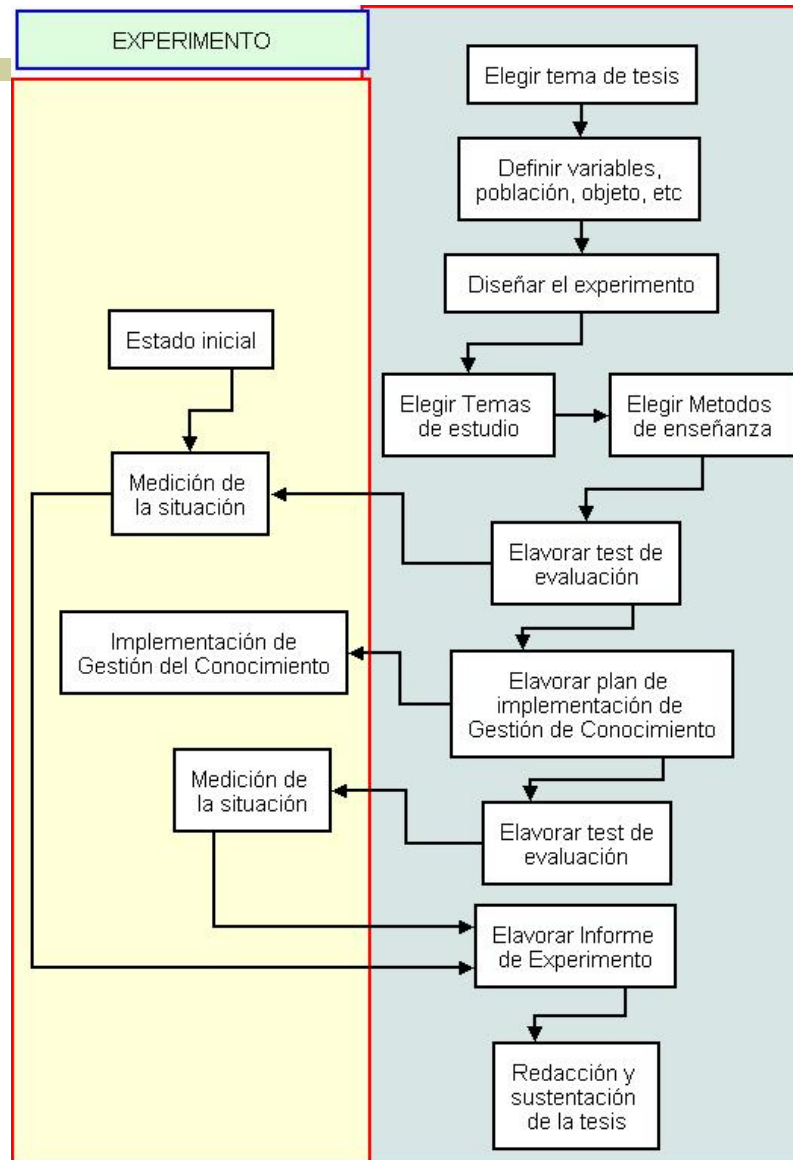 EXPERIMENTO
Elegir tema de tesis
Definir variables,
población, objeto, etc
Diseñar el experimento
Estado inicial
Elegir Temas
de estudio
Elegir Metodos
de enseñanza
Medición de
la situación
Elavorar test de
evaluación
Implementación de
Gestión del Conocimiento
Elavorar plan de
implementación de
Gestión de Conocimiento
Medición de
la situación
Elavorar test de
evaluación
Elavorar Informe
de Experimento
Redacción y
sustentación
de la tesis